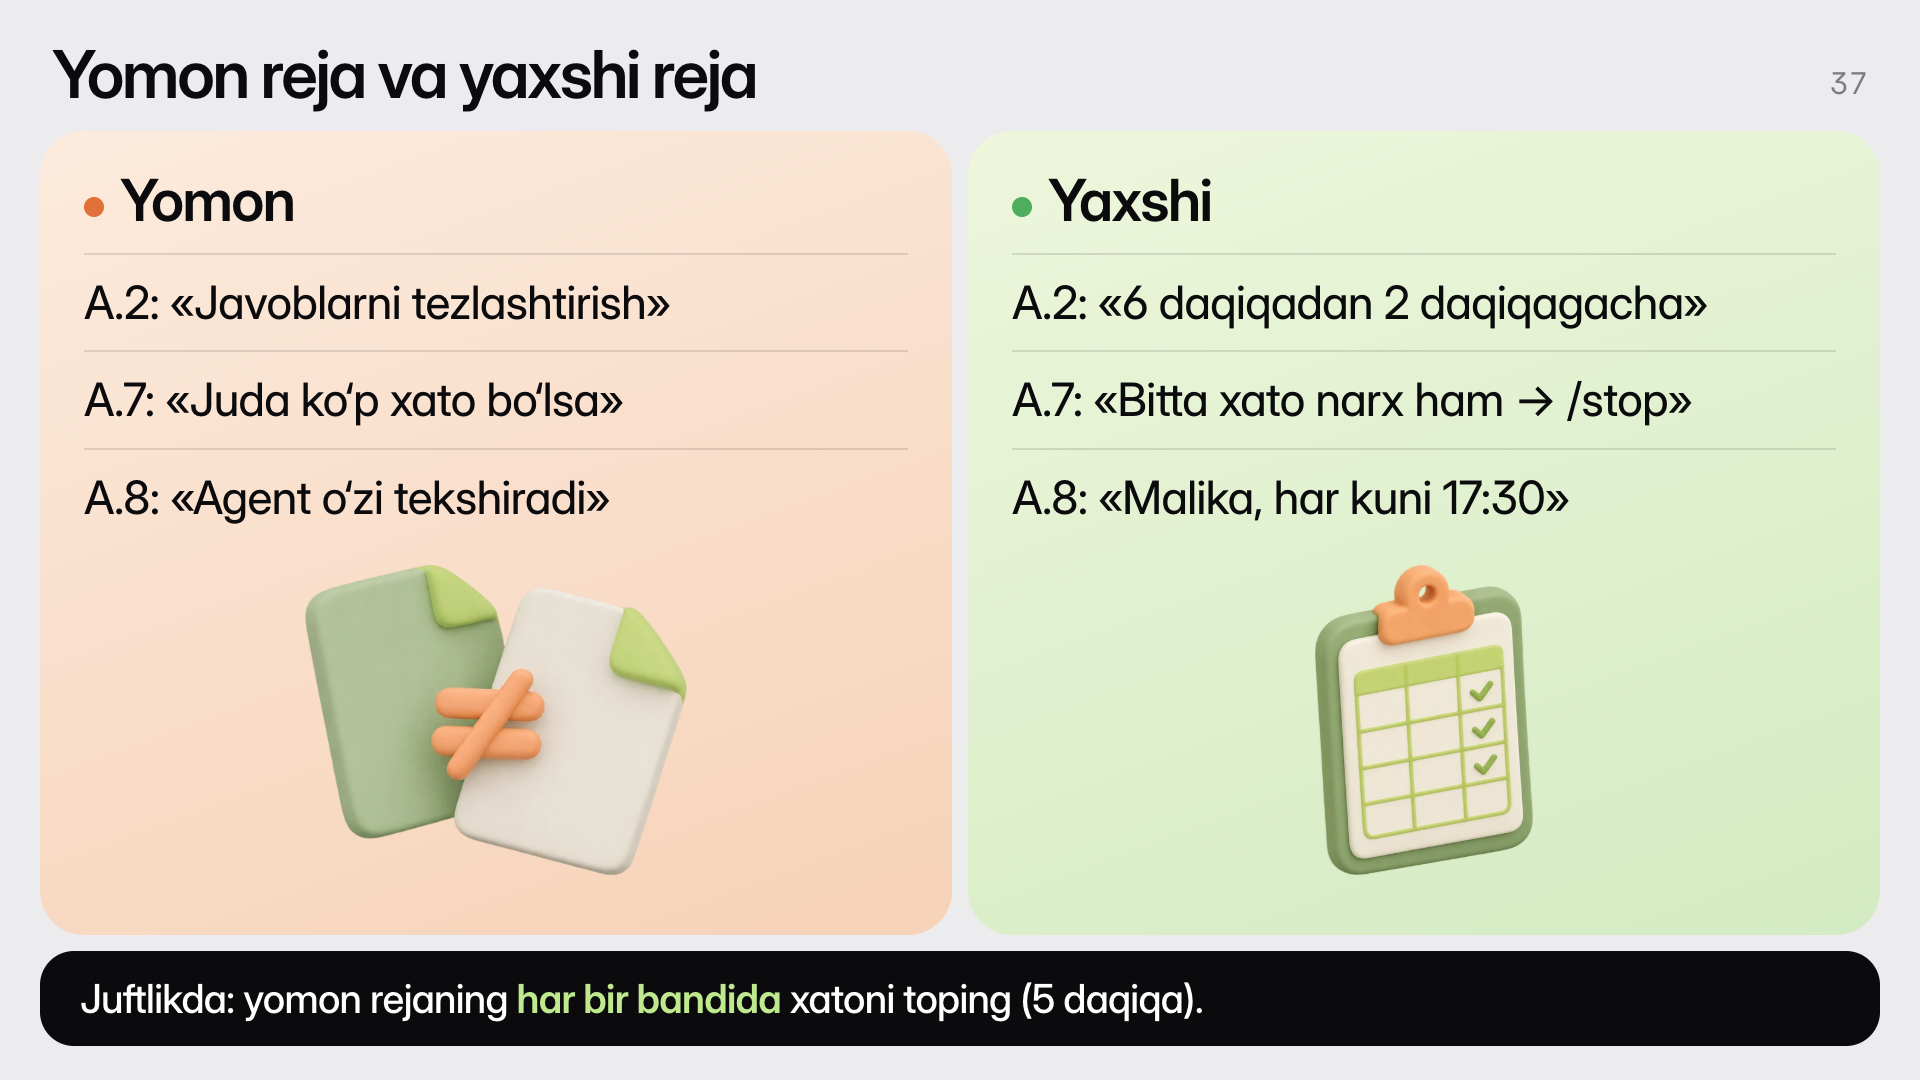 Yomon reja va yaxshi reja
37
Yomon
A.2: «Javoblarni tezlashtirish»
A.7: «Juda ko‘p xato bo‘lsa»
A.8: «Agent o‘zi tekshiradi»
Yaxshi
A.2: «6 daqiqadan 2 daqiqagacha»
A.7: «Bitta xato narx ham → /stop»
A.8: «Malika, har kuni 17:30»
Juftlikda: yomon rejaning har bir bandida xatoni toping (5 daqiqa).